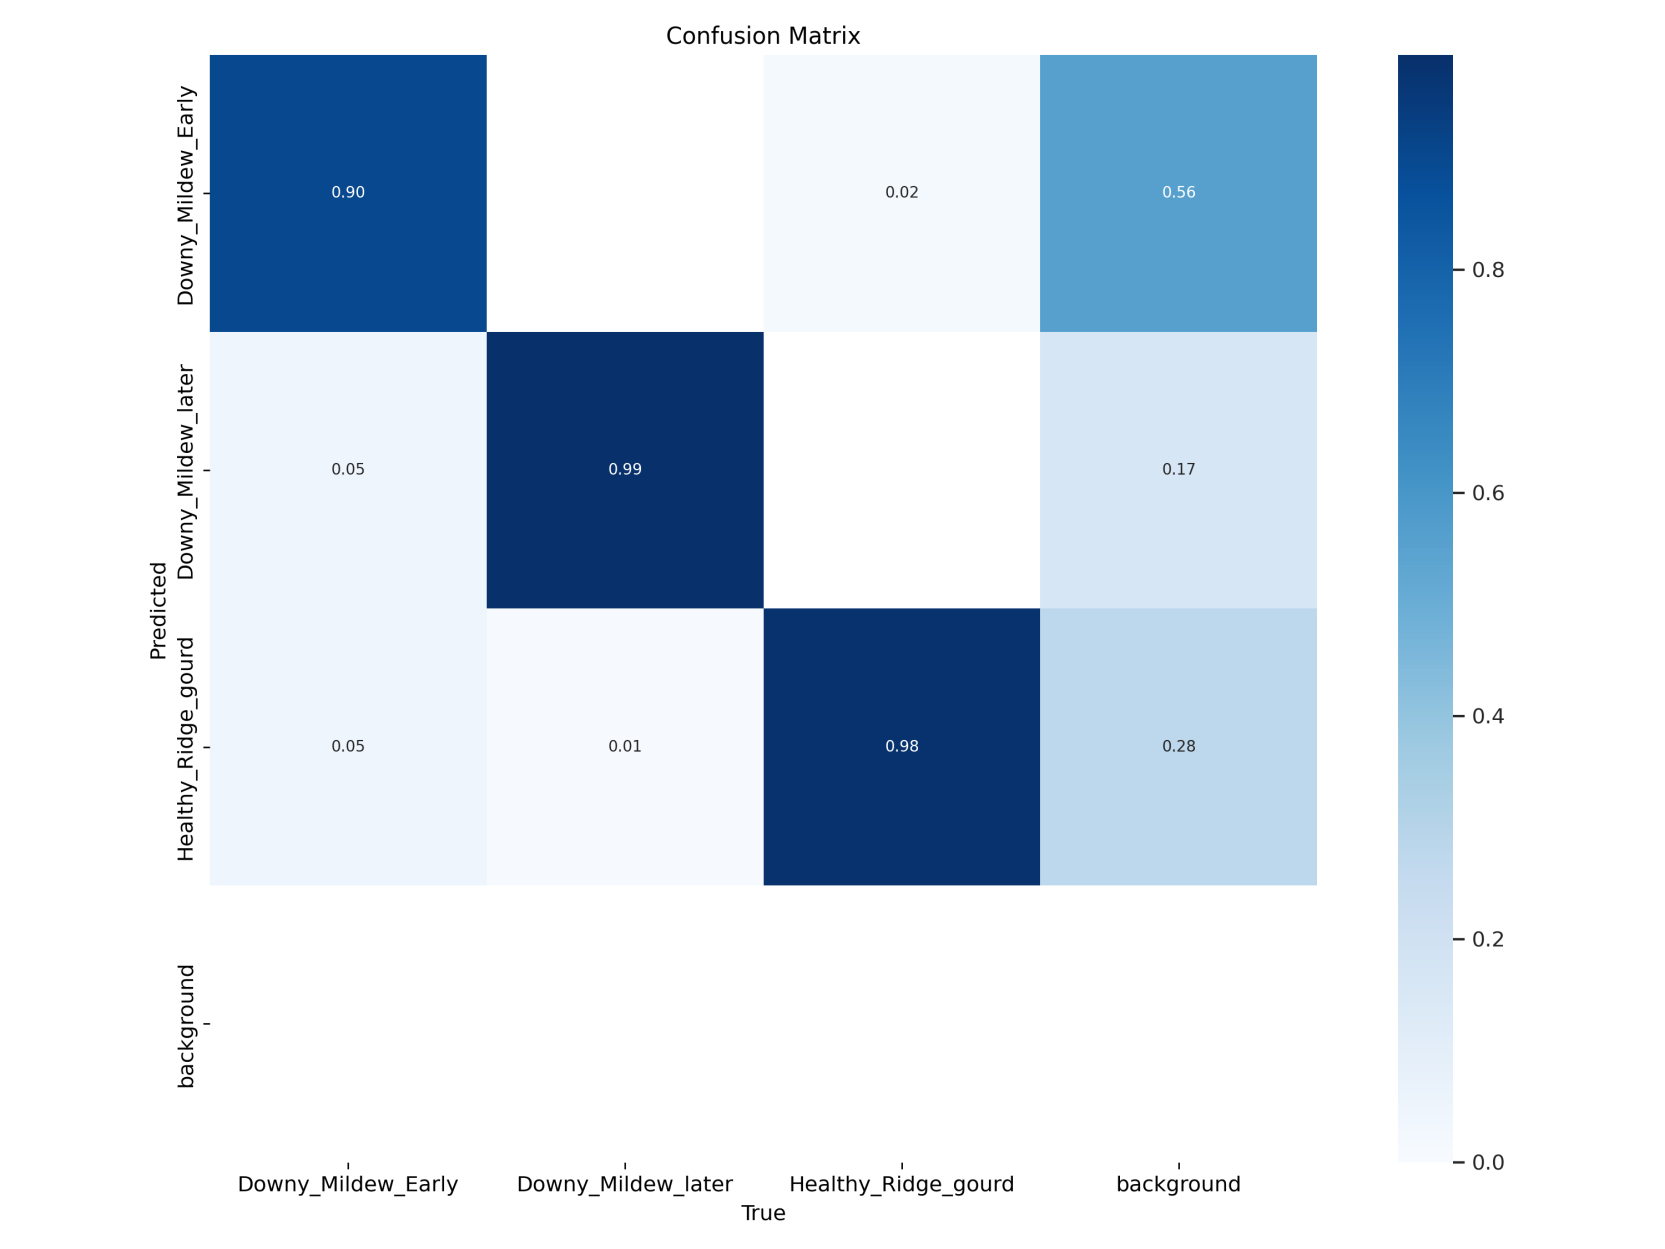 Confusion Matrix
Downy_Mildew_Early
0.90
0.02
0.56
0.8
Downy_Mildew_later
0.05
0.99
0.17
0.6
Predicted
Healthy_Ridge_gourd
0.05
0.01
0.98
0.28
0.4
0.2
background
0.0
Downy_Mildew_Early
Downy_Mildew_later
Healthy_Ridge_gourd
background
True